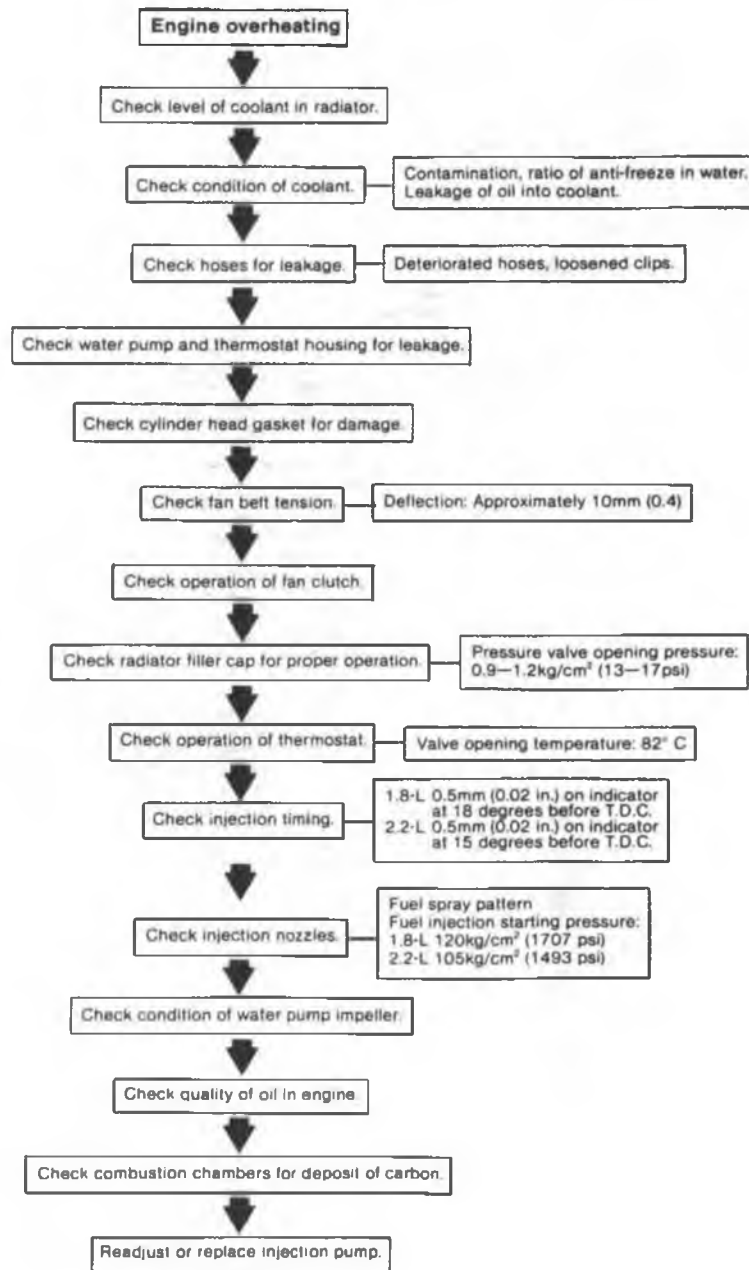 Engine overheating
Check level of coolant in radiator.
Check condition of coolant.
Contamination, ratio of anti-freeze in water.
Leakage of oil into coolant.
Check hoses for leakage.
Deteriorated hoses, loosened clips.
Check water pump and thermostat housing for leakage.
Check cylinder head gasket for damage.
Check fan belt tension.
Deflection: Approximately 10mm (0.4)
Check operation of fan clutch.
Check radiator filler cap for proper operation.
Pressure valve opening pressure:
0.9—1.2kg/cm² (13—17psi)
Check operation of thermostat.
Valve opening temperature: 82° C
Check injection timing.
1.8-L 0.5mm (0.02 in.) on indicator
at 18 degrees before T.D.C.
2.2-L 0.5mm (0.02 in.) on indicator
at 15 degrees before T.D.C.
Check injection nozzles.
Fuel spray pattern
Fuel injection starting pressure:
1.8-L 120kg/cm² (1707 psi)
2.2-L 105kg/cm² (1493 psi)
Check condition of water pump impeller.
Check quality of oil in engine.
Check combustion chambers for deposit of carbon.
Readjust or replace injection pump.